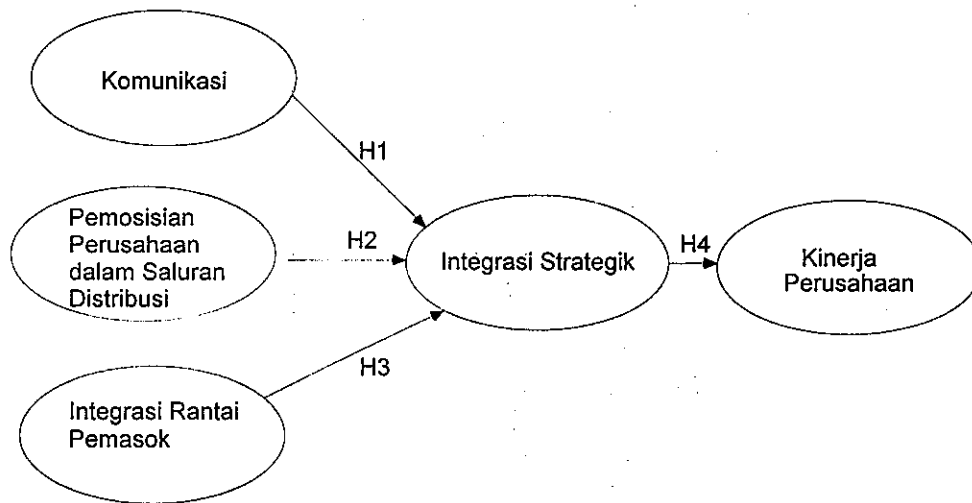 Komunikasi
H1
Pemosisian
Perusahaan
dalam Saluran
Distribusi
H2
Integrasi Strategik
H4
Kinerja
Perusahaan
H3
Integrasi Rantai
Pemasok